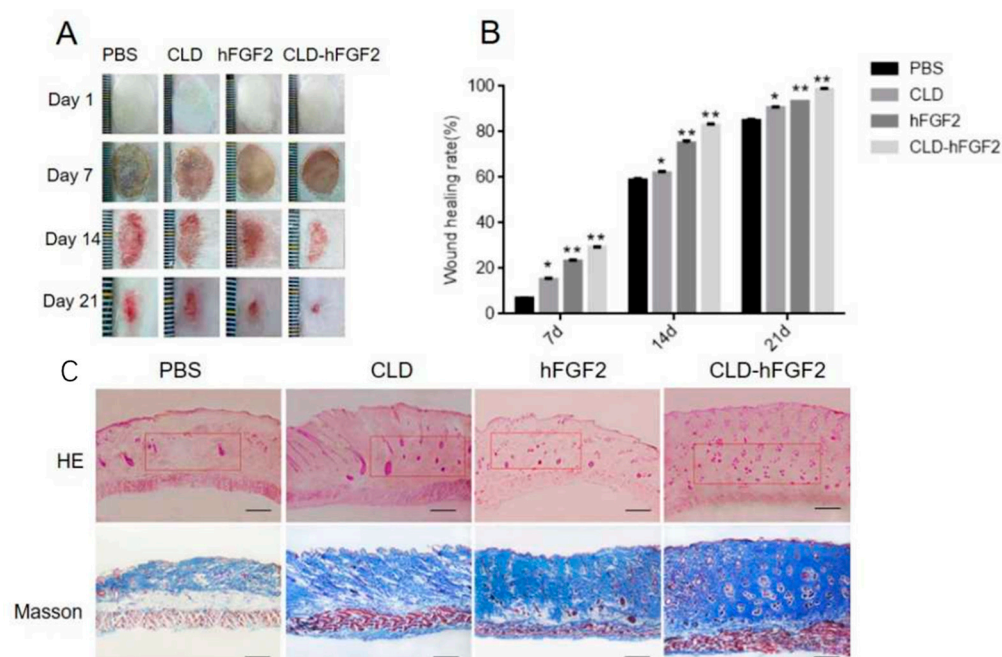 A
PBS CLD hFGF2 CLD-hFGF2
Day 1
Day 7
Day 14
Day 21
B
Wound healing rate(%)
100
80
60
40
20
0
* ** **
* ** **
* ** **
7d
14d
21d
PBS
CLD
hFGF2
CLD-hFGF2
C
PBS CLD hFGF2 CLD-hFGF2
HE
Masson